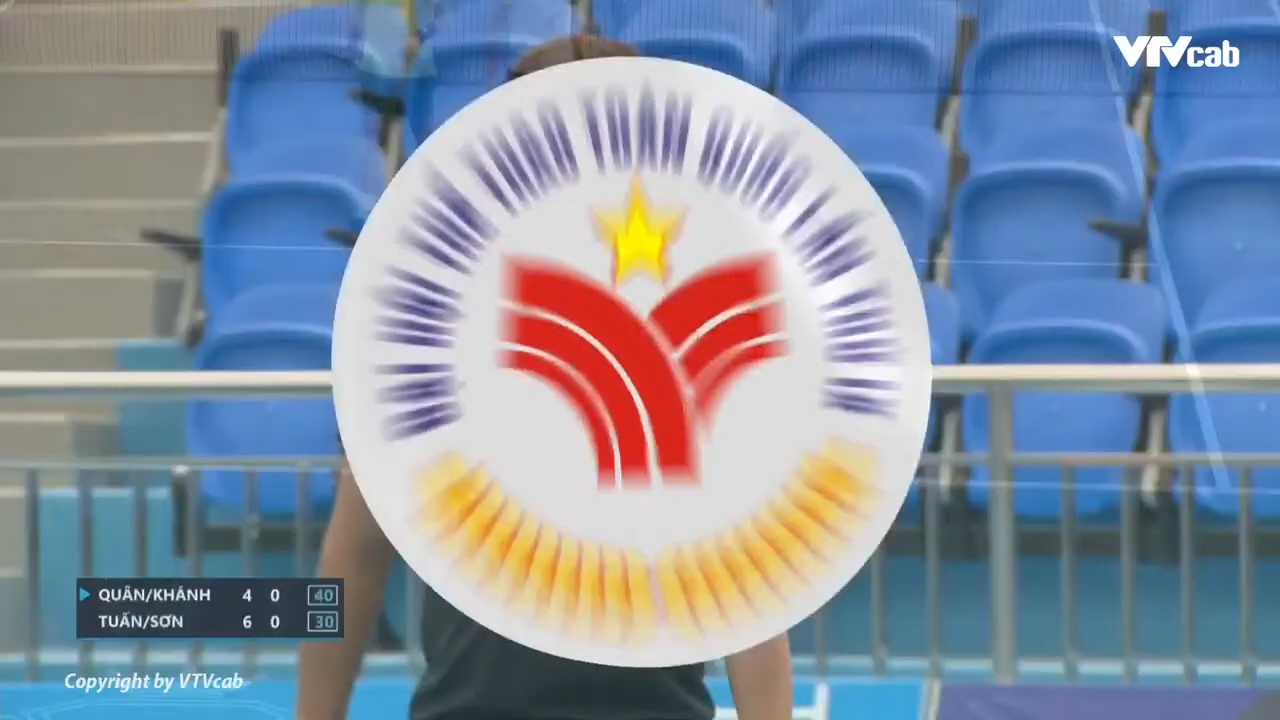 VTVcab
QUÂN/KHÁNH 4 0 40
TUẤN/SƠN 6 0 30
Copyright by VTVcab